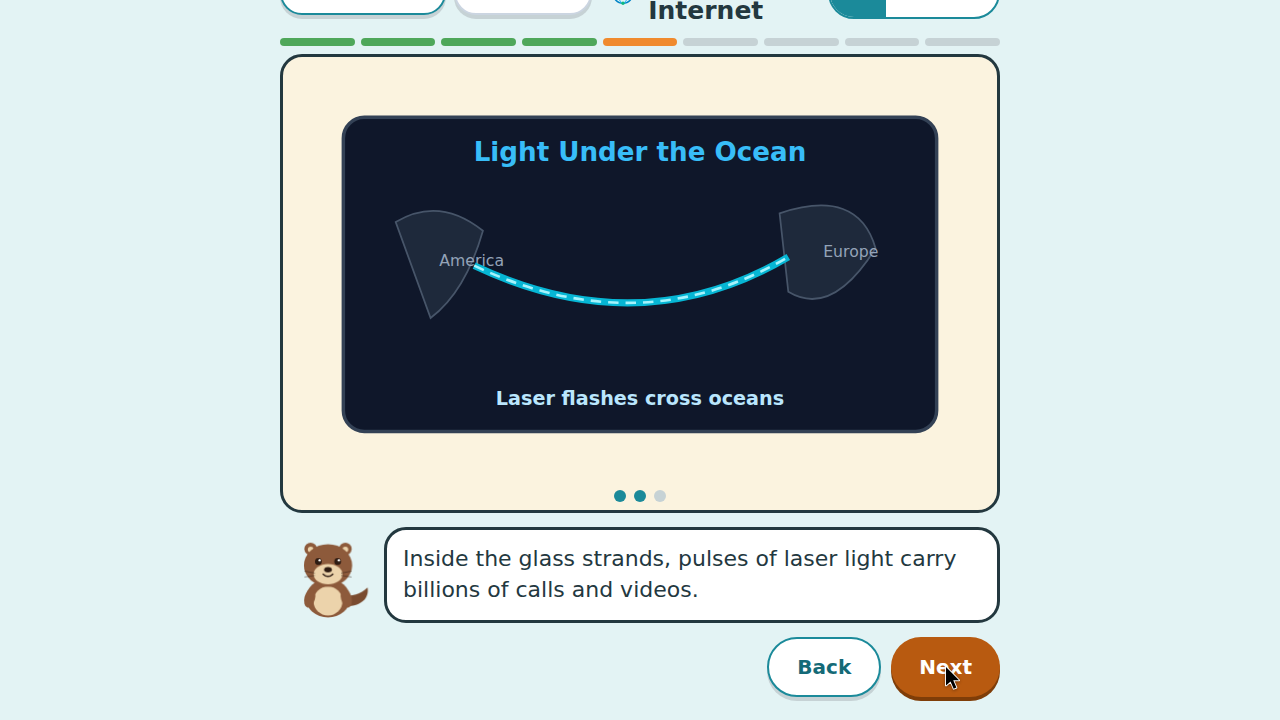 Internet
Light Under the Ocean
America
Europe
Laser flashes cross oceans
Inside the glass strands, pulses of laser light carry
billions of calls and videos.
Back
Next